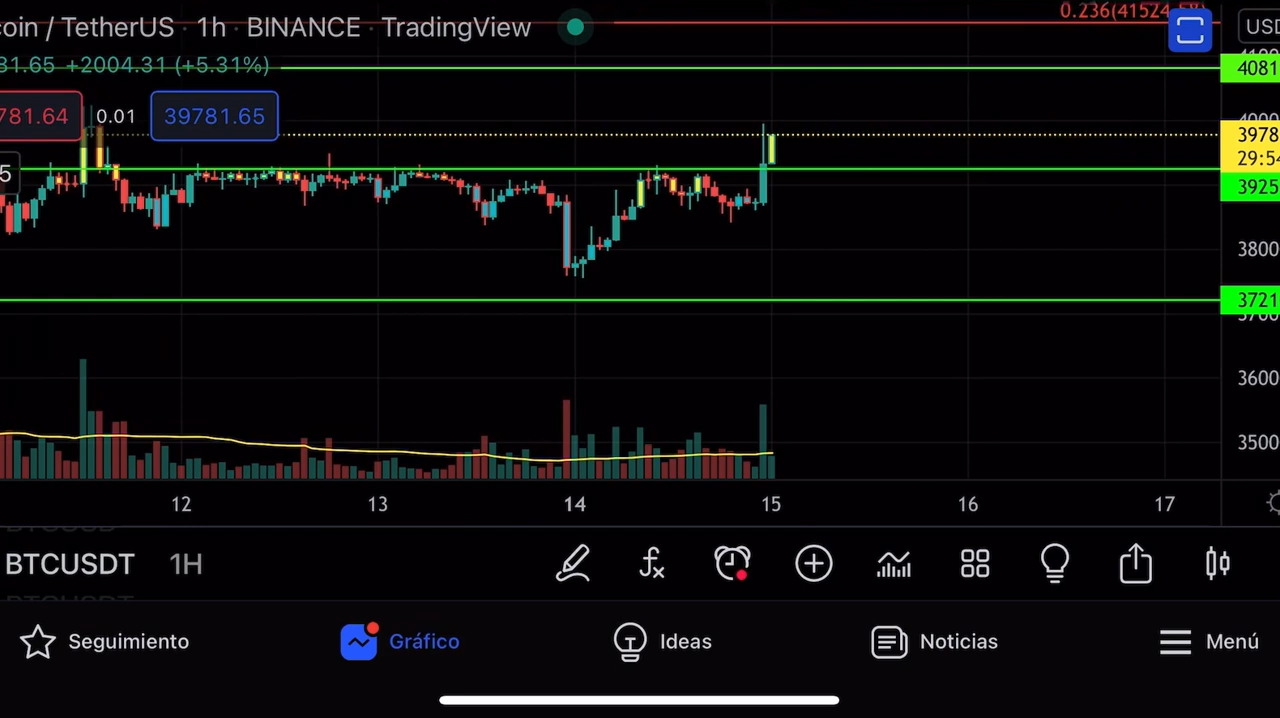 0.236(41524.
coin / TetherUS · 1h · BINANCE · TradingView
USD
81.65 +2004.31 (+5.31%)
4081
781.64
0.01
39781.65
4000
3978
29:54
5
3925
3800
3721
3700
3600
3500
12 13 14 15 16 17
BTCUSDT 1H
Seguimiento
Gráfico
Ideas
Noticias
Menú